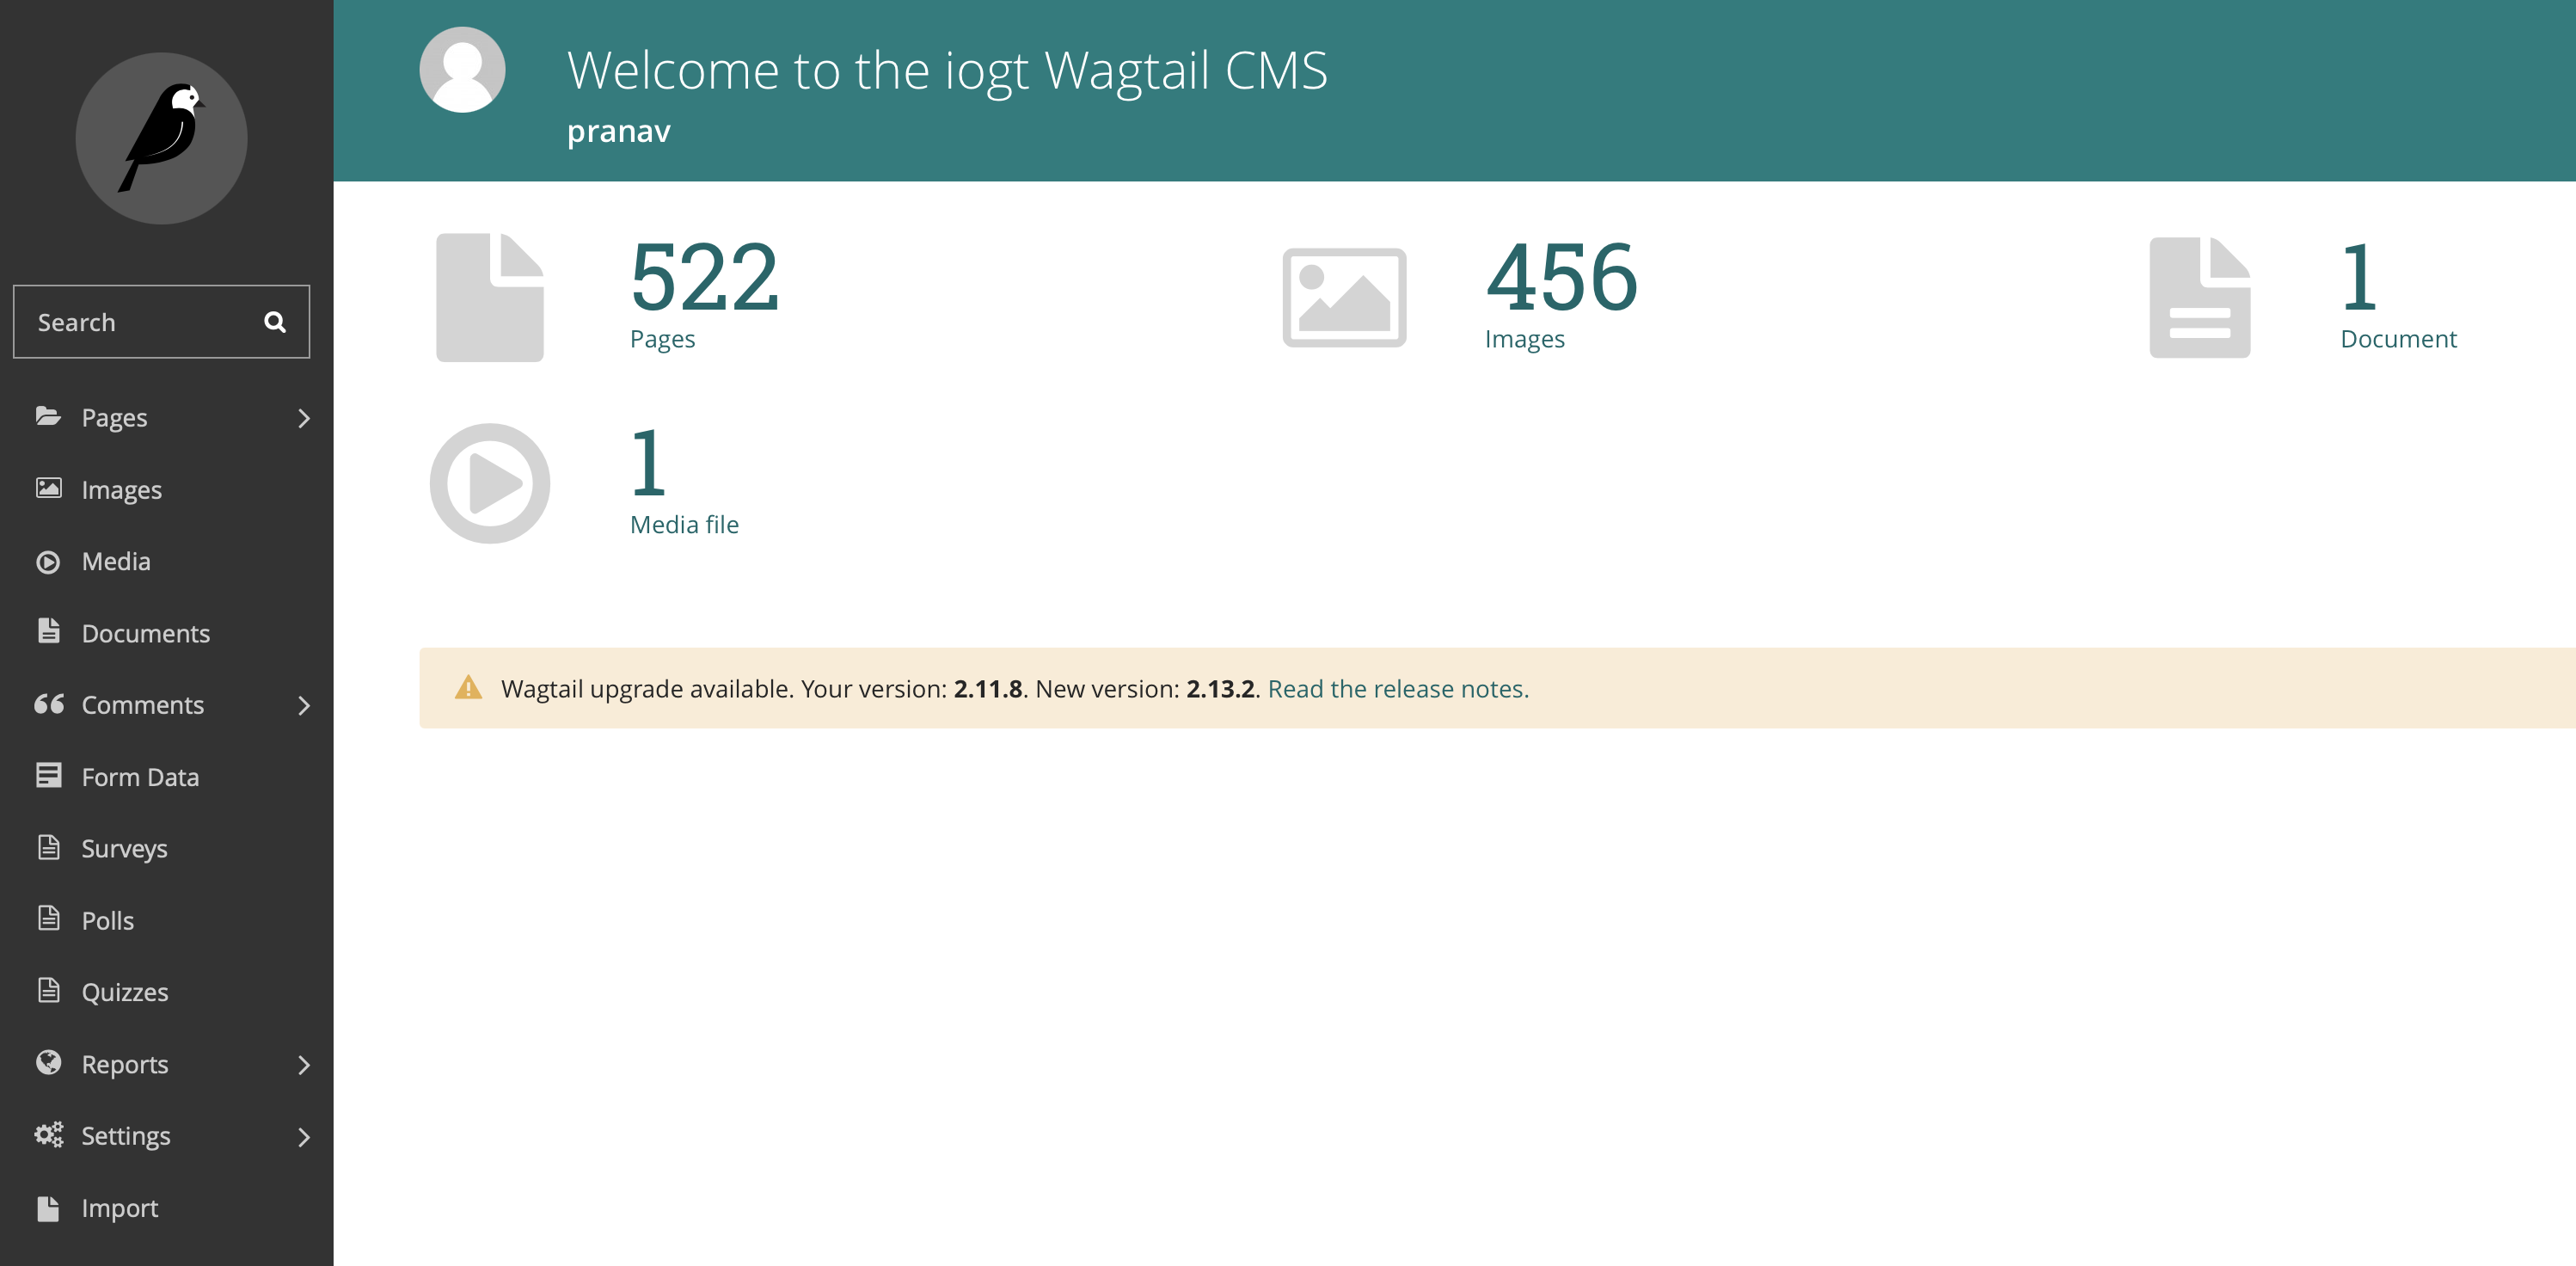 Search
Pages
Images
Media
Documents
Comments
Form Data
Surveys
Polls
Quizzes
Reports
Settings
Import
Welcome to the iogt Wagtail CMS
pranav
522
Pages
456
Images
1
Document
1
Media file
Wagtail upgrade available. Your version: 2.11.8. New version: 2.13.2. Read the release notes.